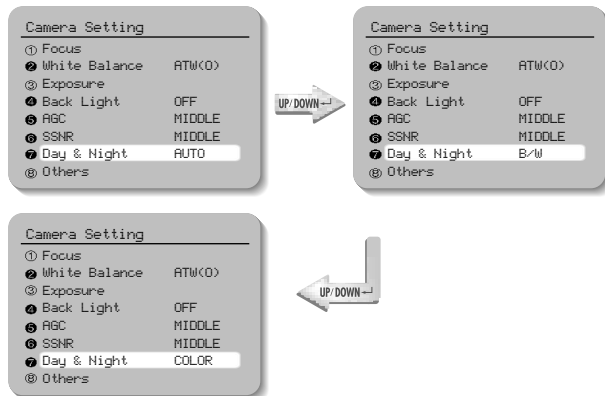 Camera Setting
① Focus
❷ White Balance ATW(0)
③ Exposure
❹ Back Light OFF
❺ AGC MIDDLE
❻ SSNR MIDDLE
❼ Day & Night AUTO
⑧ Others
UP/DOWN↵
Camera Setting
① Focus
❷ White Balance ATW(0)
③ Exposure
❹ Back Light OFF
❺ AGC MIDDLE
❻ SSNR MIDDLE
❼ Day & Night B/W
⑧ Others
UP/DOWN↵
Camera Setting
① Focus
❷ White Balance ATW(0)
③ Exposure
❹ Back Light OFF
❺ AGC MIDDLE
❻ SSNR MIDDLE
❼ Day & Night COLOR
⑧ Others